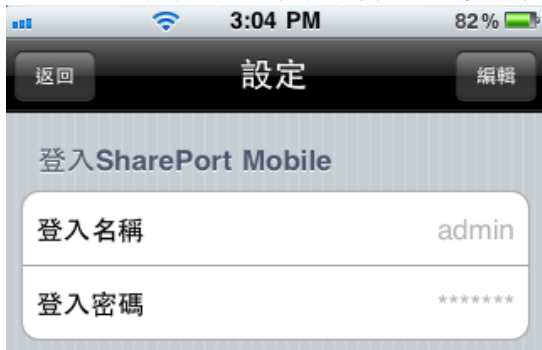 3:04 PM 82%
返回 設定 編輯
登入SharePort Mobile
登入名稱 admin
登入密碼 *******